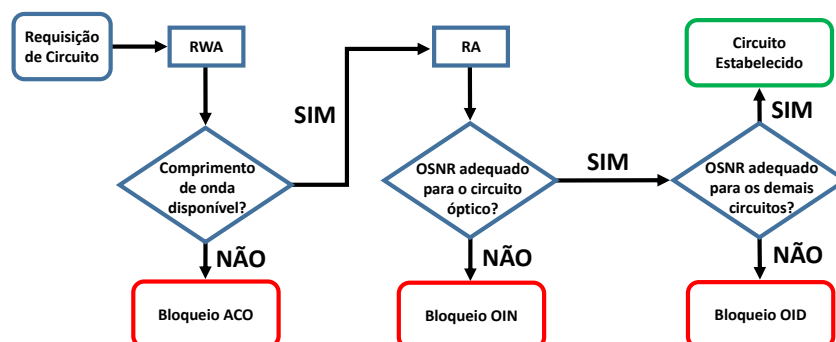 Requisição
de Circuito
RWA
RA
Circuito
Estabelecido
SIM
SIM
SIM
Comprimento
de onda
disponível?
OSNR adequado
para o circuito
óptico?
OSNR adequado
para os demais
circuitos?
NÃO
NÃO
NÃO
Bloqueio ACO
Bloqueio OIN
Bloqueio OID